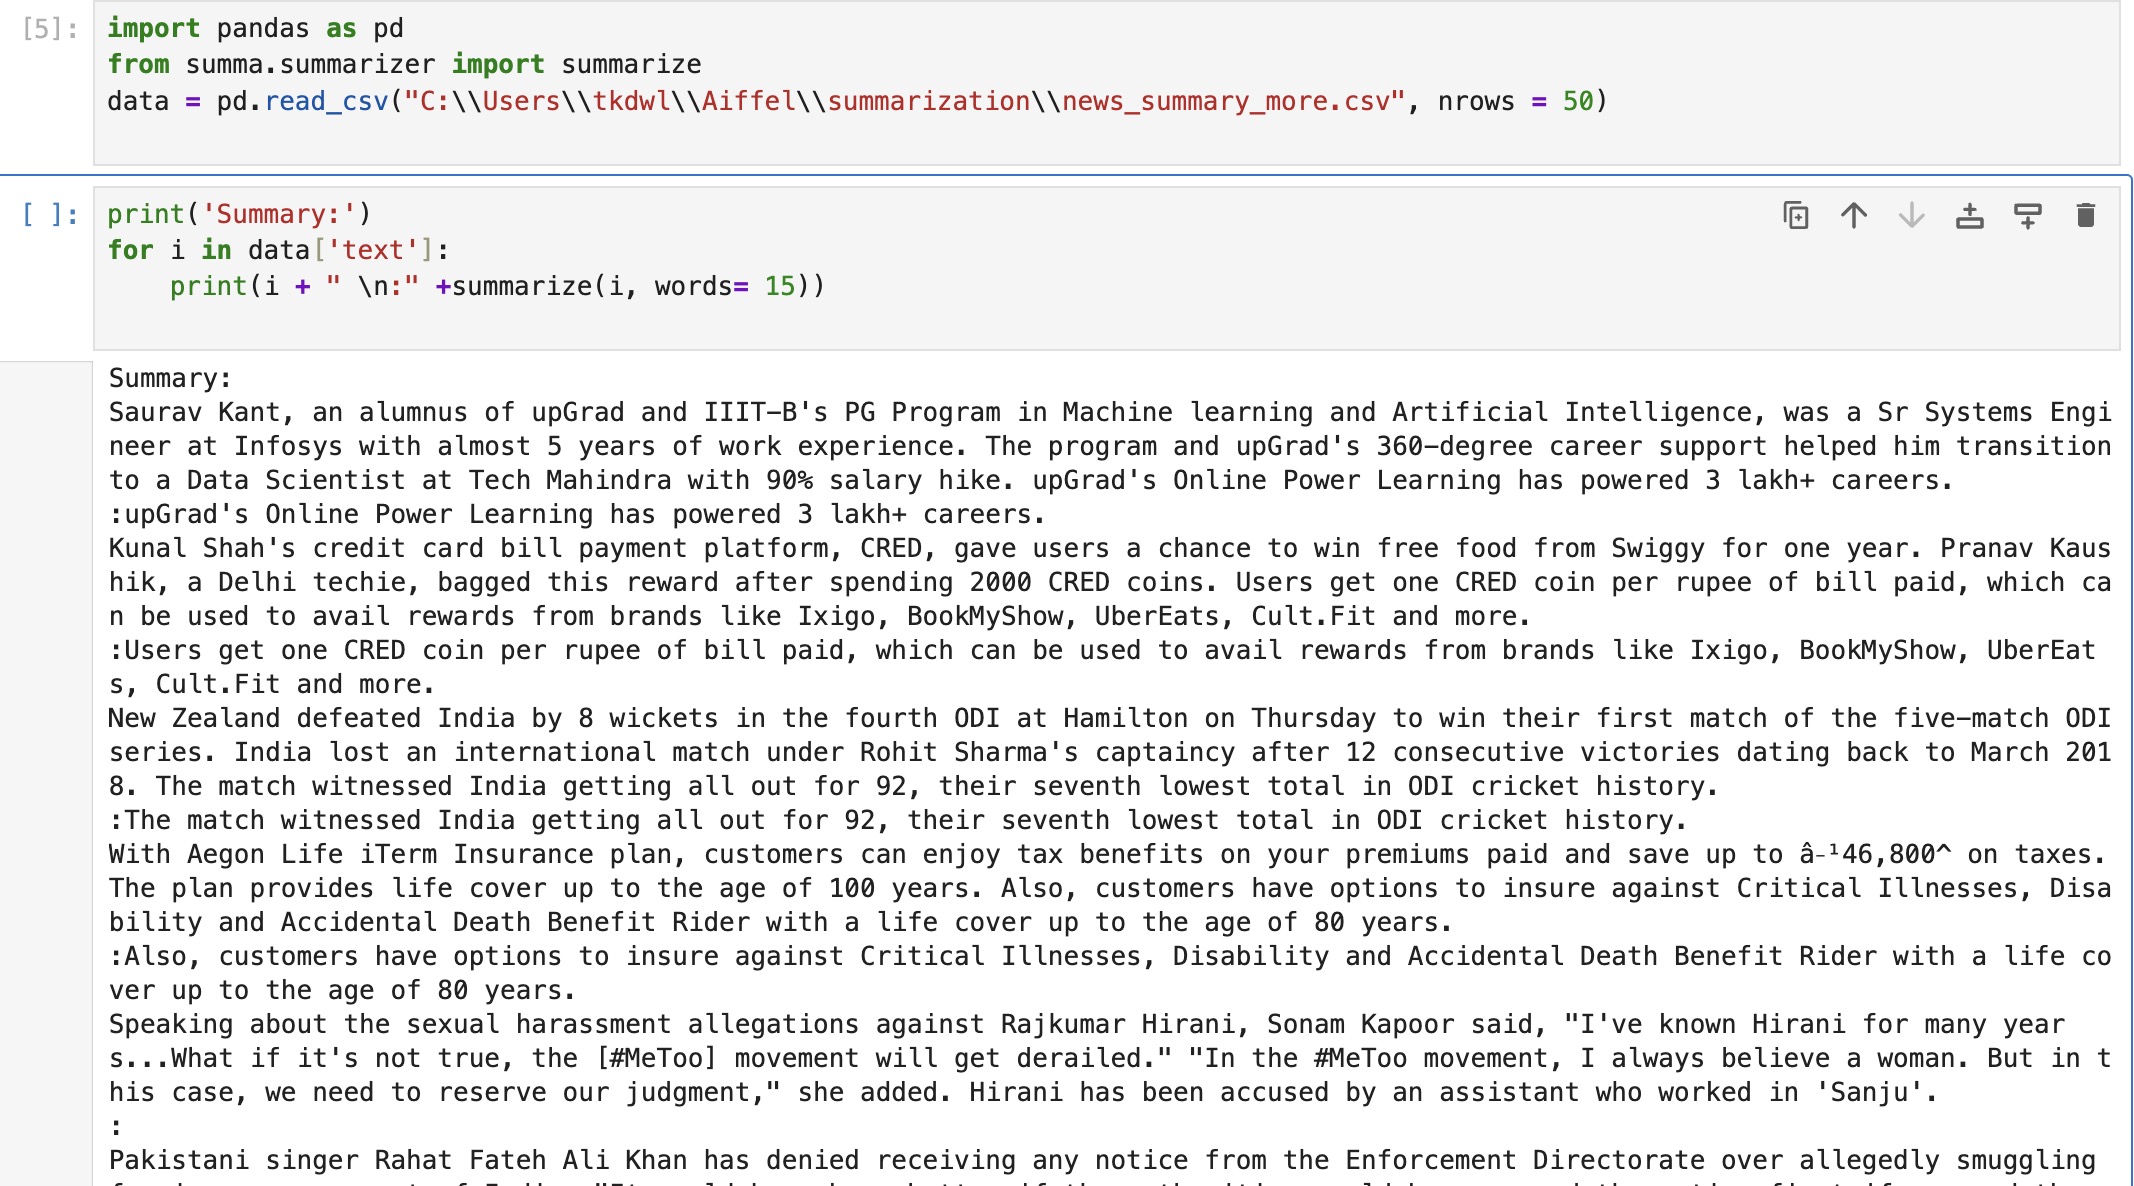 [5]:
import pandas as pd
from summa.summarizer import summarize
data = pd.read_csv("C:\\Users\\tkdwl\\Aiffel\\summarization\\news_summary_more.csv", nrows = 50)
[ ]:
print('Summary:')
for i in data['text']:
    print(i + " \n:" +summarize(i, words= 15))
Summary:
Saurav Kant, an alumnus of upGrad and IIIT-B's PG Program in Machine learning and Artificial Intelligence, was a Sr Systems Engi
neer at Infosys with almost 5 years of work experience. The program and upGrad's 360-degree career support helped him transition
to a Data Scientist at Tech Mahindra with 90% salary hike. upGrad's Online Power Learning has powered 3 lakh+ careers.
:upGrad's Online Power Learning has powered 3 lakh+ careers.
Kunal Shah's credit card bill payment platform, CRED, gave users a chance to win free food from Swiggy for one year. Pranav Kaus
hik, a Delhi techie, bagged this reward after spending 2000 CRED coins. Users get one CRED coin per rupee of bill paid, which ca
n be used to avail rewards from brands like Ixigo, BookMyShow, UberEats, Cult.Fit and more.
:Users get one CRED coin per rupee of bill paid, which can be used to avail rewards from brands like Ixigo, BookMyShow, UberEat
s, Cult.Fit and more.
New Zealand defeated India by 8 wickets in the fourth ODI at Hamilton on Thursday to win their first match of the five-match ODI
series. India lost an international match under Rohit Sharma's captaincy after 12 consecutive victories dating back to March 201
8. The match witnessed India getting all out for 92, their seventh lowest total in ODI cricket history.
:The match witnessed India getting all out for 92, their seventh lowest total in ODI cricket history.
With Aegon Life iTerm Insurance plan, customers can enjoy tax benefits on your premiums paid and save up to â-¹46,800^ on taxes.
The plan provides life cover up to the age of 100 years. Also, customers have options to insure against Critical Illnesses, Disa
bility and Accidental Death Benefit Rider with a life cover up to the age of 80 years.
:Also, customers have options to insure against Critical Illnesses, Disability and Accidental Death Benefit Rider with a life co
ver up to the age of 80 years.
Speaking about the sexual harassment allegations against Rajkumar Hirani, Sonam Kapoor said, "I've known Hirani for many year
s...What if it's not true, the [#MeToo] movement will get derailed." "In the #MeToo movement, I always believe a woman. But in t
his case, we need to reserve our judgment," she added. Hirani has been accused by an assistant who worked in 'Sanju'.
:
Pakistani singer Rahat Fateh Ali Khan has denied receiving any notice from the Enforcement Directorate over allegedly smuggling